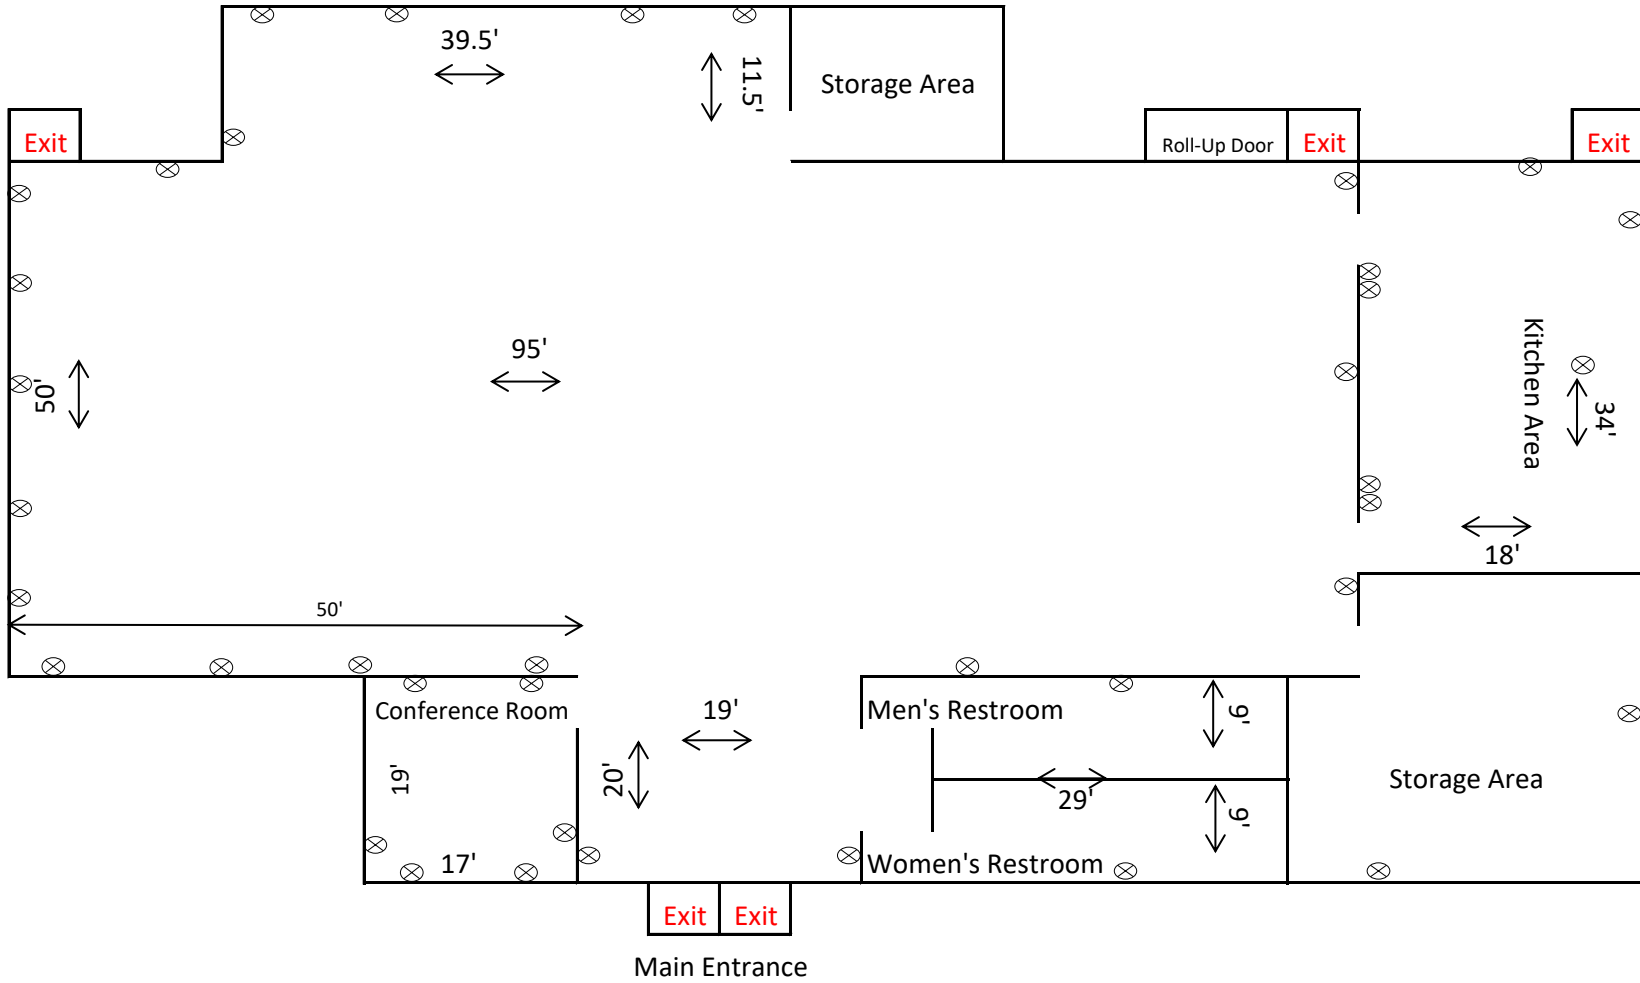 39.5'
11.5'
Storage Area
Exit
Roll-Up Door
Exit
Exit
95'
50'
Kitchen Area
34'
18'
50'
Conference Room
19'
Men's Restroom
9'
19'
20'
29'
9'
Storage Area
17'
Women's Restroom
Exit
Exit
Main Entrance